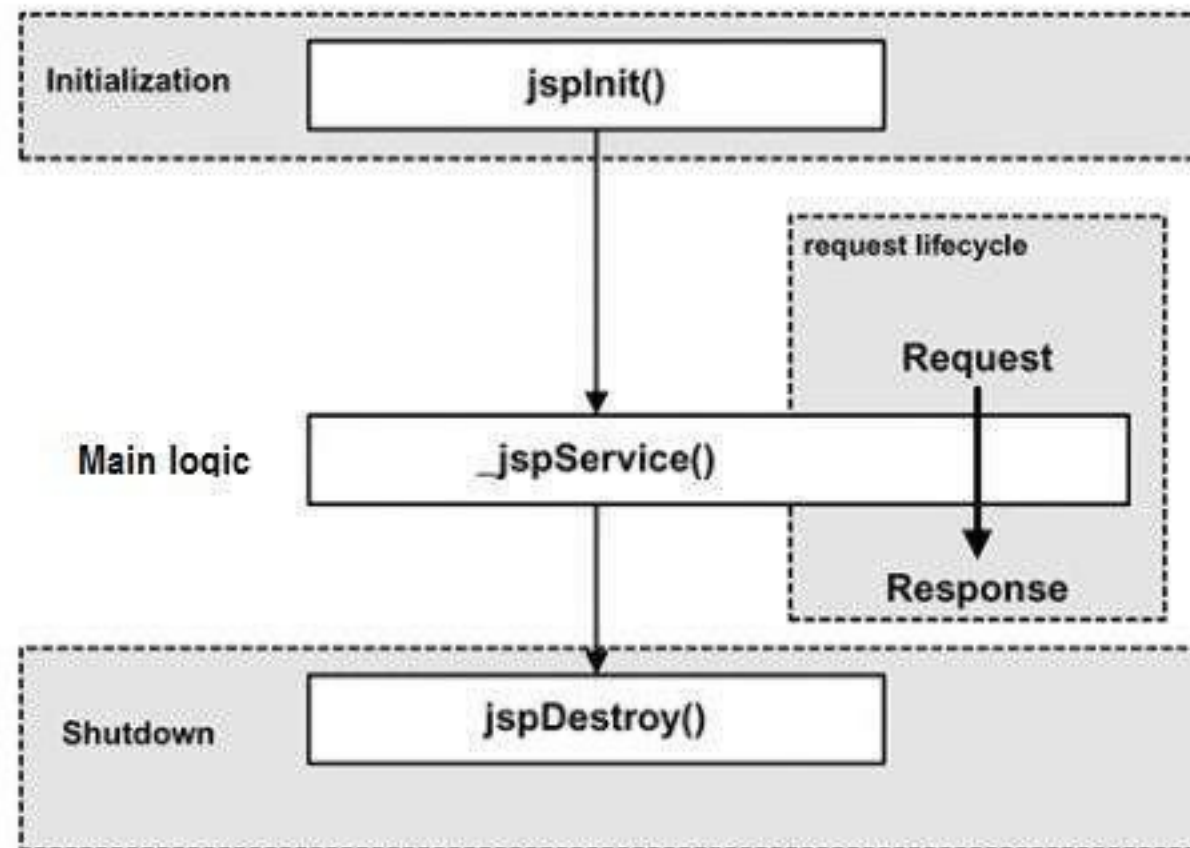 Initialization
jspInit()
request lifecycle
Request
Main logic
_jspService()
Response
jspDestroy()
Shutdown